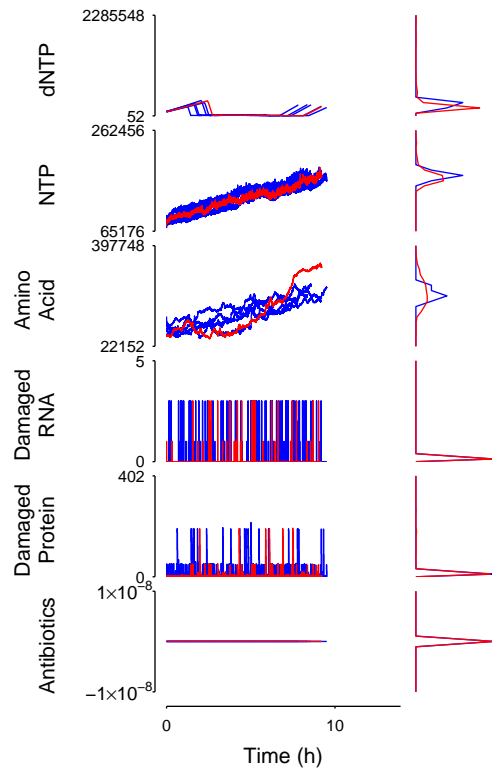 2285548
dNTP
52
262456
NTP
65176
397748
Amino
Acid
22152
5
Damaged
RNA
0
402
Damaged
Protein
0
1×10⁻⁸
Antibiotics
−1×10⁻⁸
0 10
Time (h)